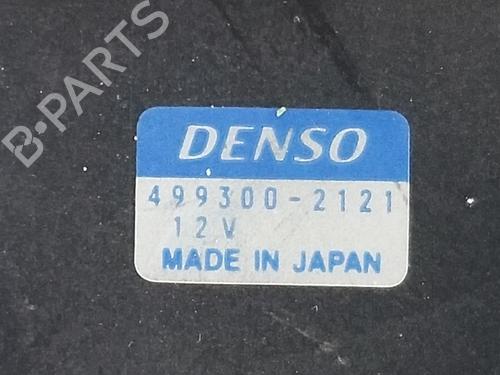 B-PARTS
DENSO
499300-2121
12V
MADE IN JAPAN